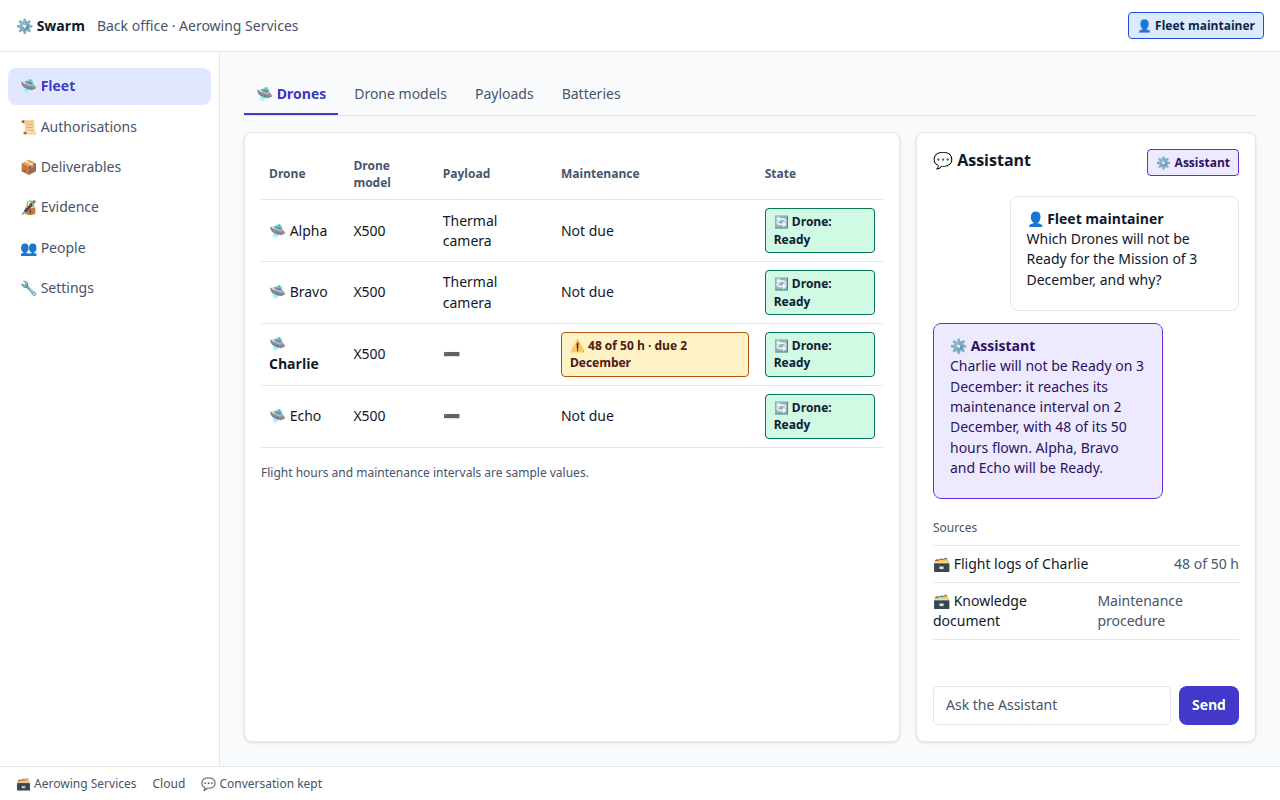 ⚙️ Swarm Back office · Aerowing Services
👤 Fleet maintainer
🛸 Fleet
📜 Authorisations
📦 Deliverables
🔏 Evidence
👥 People
🔧 Settings
🛸 Drones
Drone models
Payloads
Batteries
Drone
Drone
model
Payload
Maintenance
State
🛸 Alpha
X500
Thermal
camera
Not due
🔄 Drone:
Ready
🛸 Bravo
X500
Thermal
camera
Not due
🔄 Drone:
Ready
🛸
Charlie
X500
➖
⚠️ 48 of 50 h · due 2
December
🔄 Drone:
Ready
🛸 Echo
X500
➖
Not due
🔄 Drone:
Ready
Flight hours and maintenance intervals are sample values.
💬 Assistant
⚙️ Assistant
👤 Fleet maintainer
Which Drones will not be
Ready for the Mission of 3
December, and why?
⚙️ Assistant
Charlie will not be Ready on 3
December: it reaches its
maintenance interval on 2
December, with 48 of its 50
hours flown. Alpha, Bravo
and Echo will be Ready.
Sources
🗃️ Flight logs of Charlie
48 of 50 h
🗃️ Knowledge
document
Maintenance
procedure
Ask the Assistant
Send
🗃️ Aerowing Services
Cloud
💬 Conversation kept